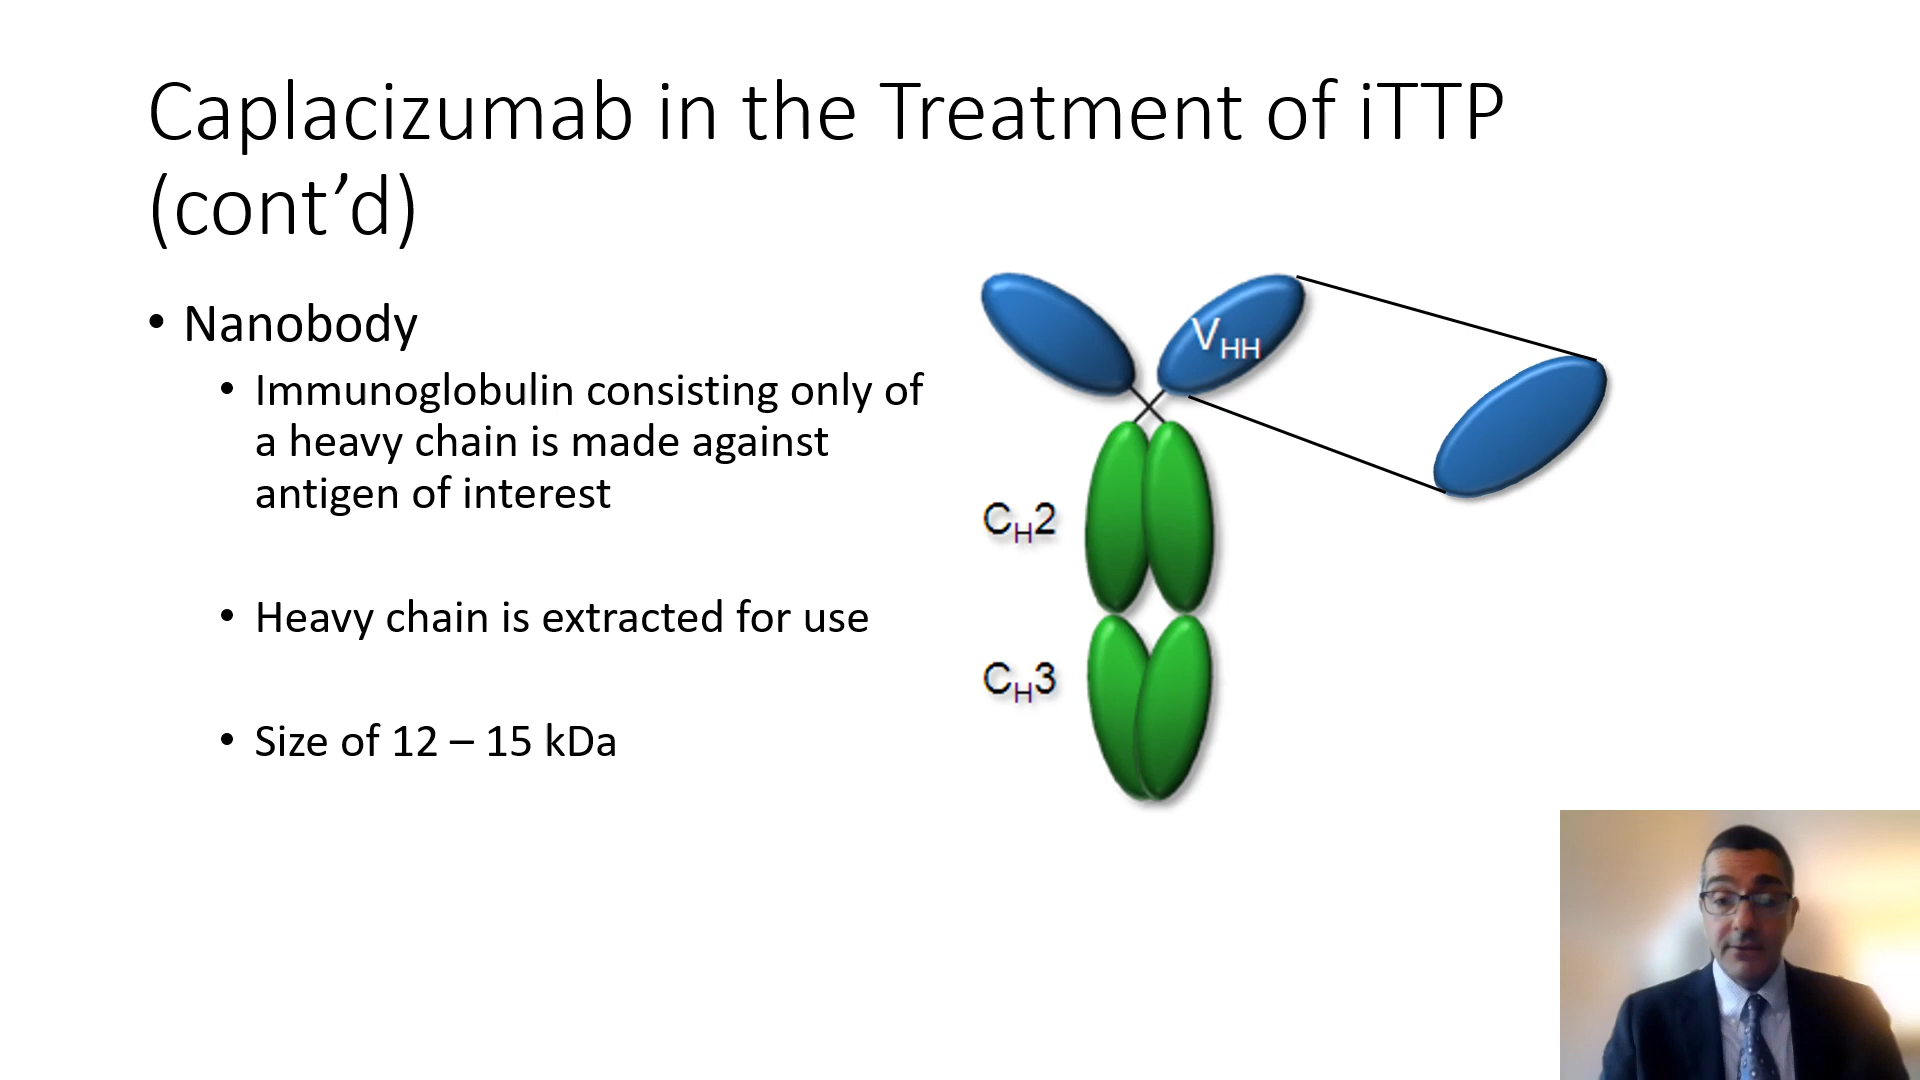 Caplacizumab in the Treatment of iTTP
(cont’d)
• Nanobody
• Immunoglobulin consisting only of
a heavy chain is made against
antigen of interest
• Heavy chain is extracted for use
• Size of 12 – 15 kDa
VHH
CH2
CH3